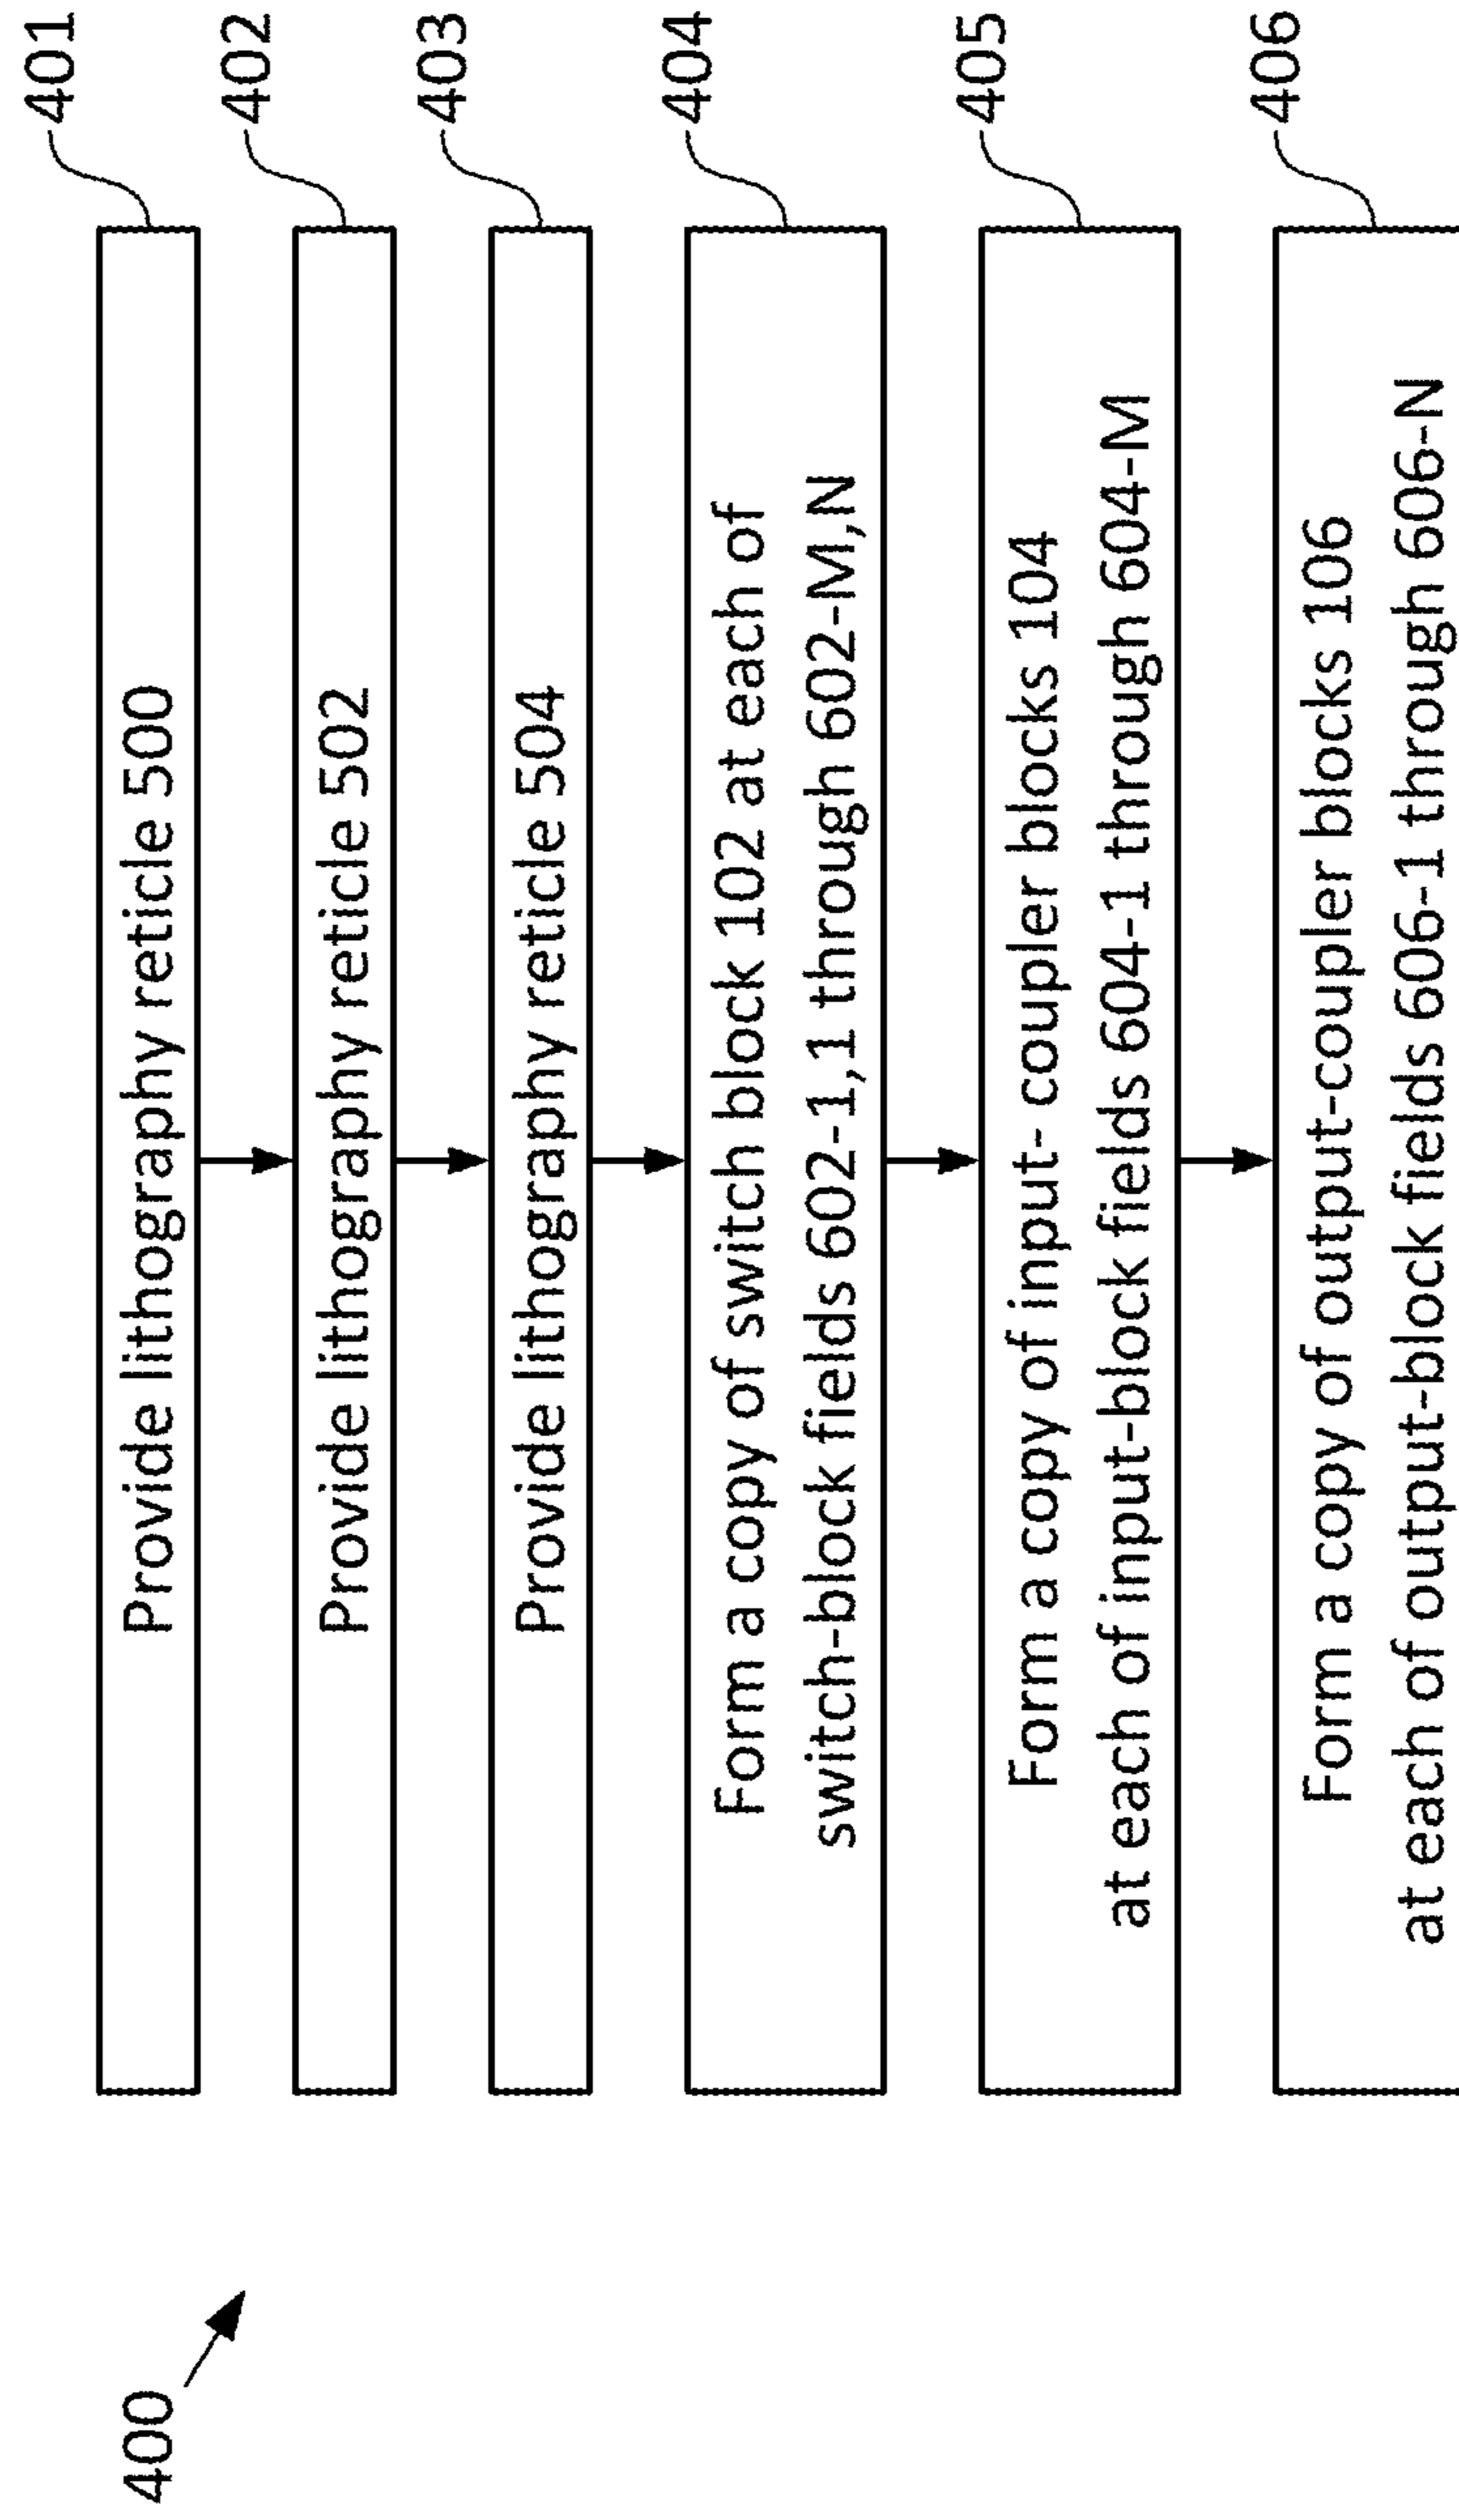 400
Provide lithography reticle 500
401
Provide lithography reticle 502
402
Provide lithography reticle 504
403
Form a copy of switch block 102 at each of
switch-block fields 602-1,1 through 602-M,N
404
Form a copy of input- coupler blocks 104
at each of input-block fields 604-1 through 604-M
405
Form a copy of output-coupler blocks 106
at each of output-block fields 606-1 through 606-N
406